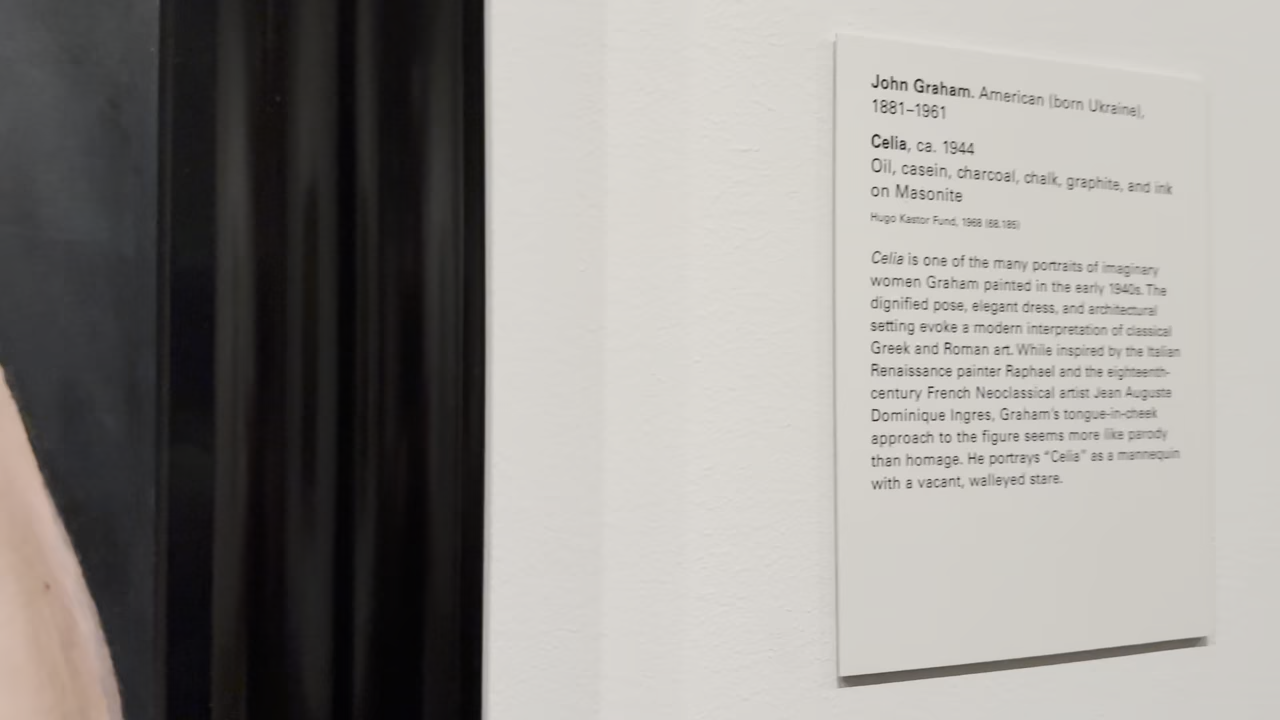 John Graham. American (born Ukraine),
1881–1961
Celia, ca. 1944
Oil, casein, charcoal, chalk, graphite, and ink
on Masonite
Hugo Kastor Fund, 1968 (68.185)
Celia is one of the many portraits of imaginary
women Graham painted in the early 1940s. The
dignified pose, elegant dress, and architectural
setting evoke a modern interpretation of classical
Greek and Roman art. While inspired by the Italian
Renaissance painter Raphael and the eighteenth-
century French Neoclassical artist Jean Auguste
Dominique Ingres, Graham's tongue-in-cheek
approach to the figure seems more like parody
than homage. He portrays “Celia” as a mannequin
with a vacant, walleyed stare.